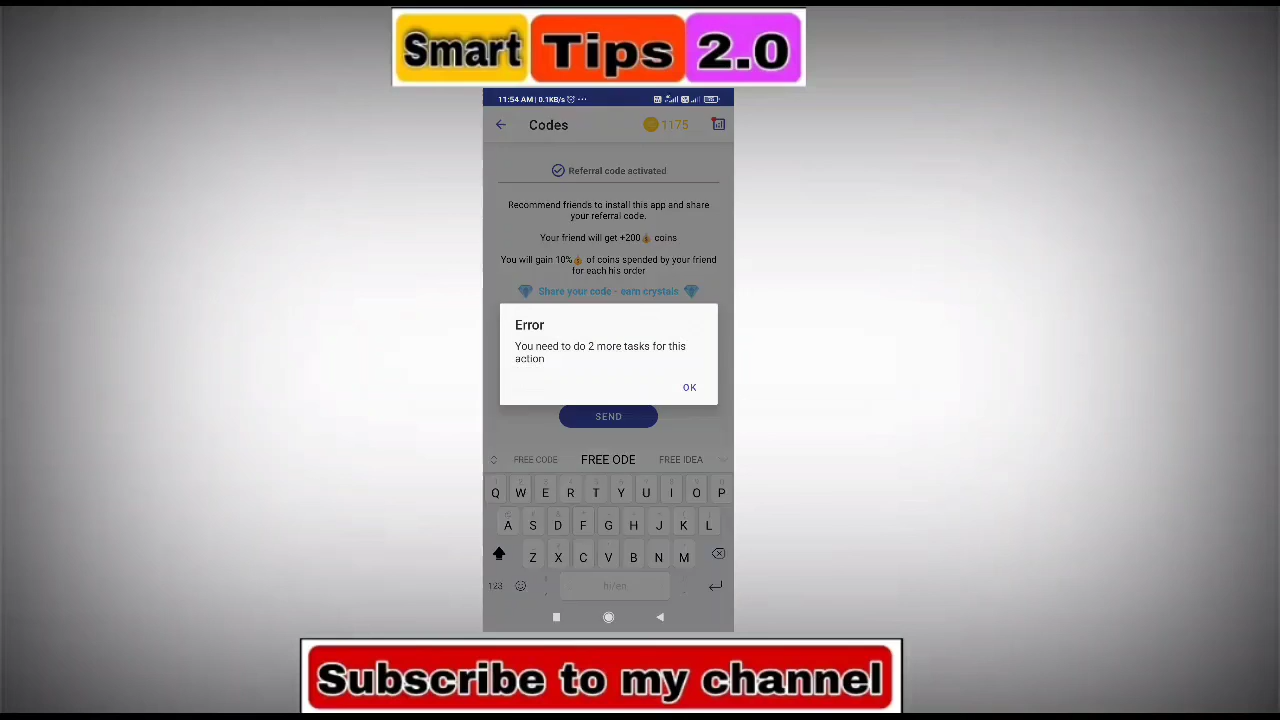 Smart Tips 2.0
11:54 AM | 0.1KB/s
Codes 1175
Referral code activated
Recommend friends to install this app and share
your referral code.
Your friend will get +200 coins
You will gain 10% of coins spended by your friend
for each his order
Share your code - earn crystals
Error
You need to do 2 more tasks for this
action
OK
SEND
FREE CODE FREE ODE FREE IDEA
Q W E R T Y U I O P
A S D F G H J K L
Z X C V B N M
123 hi/en
Subscribe to my channel